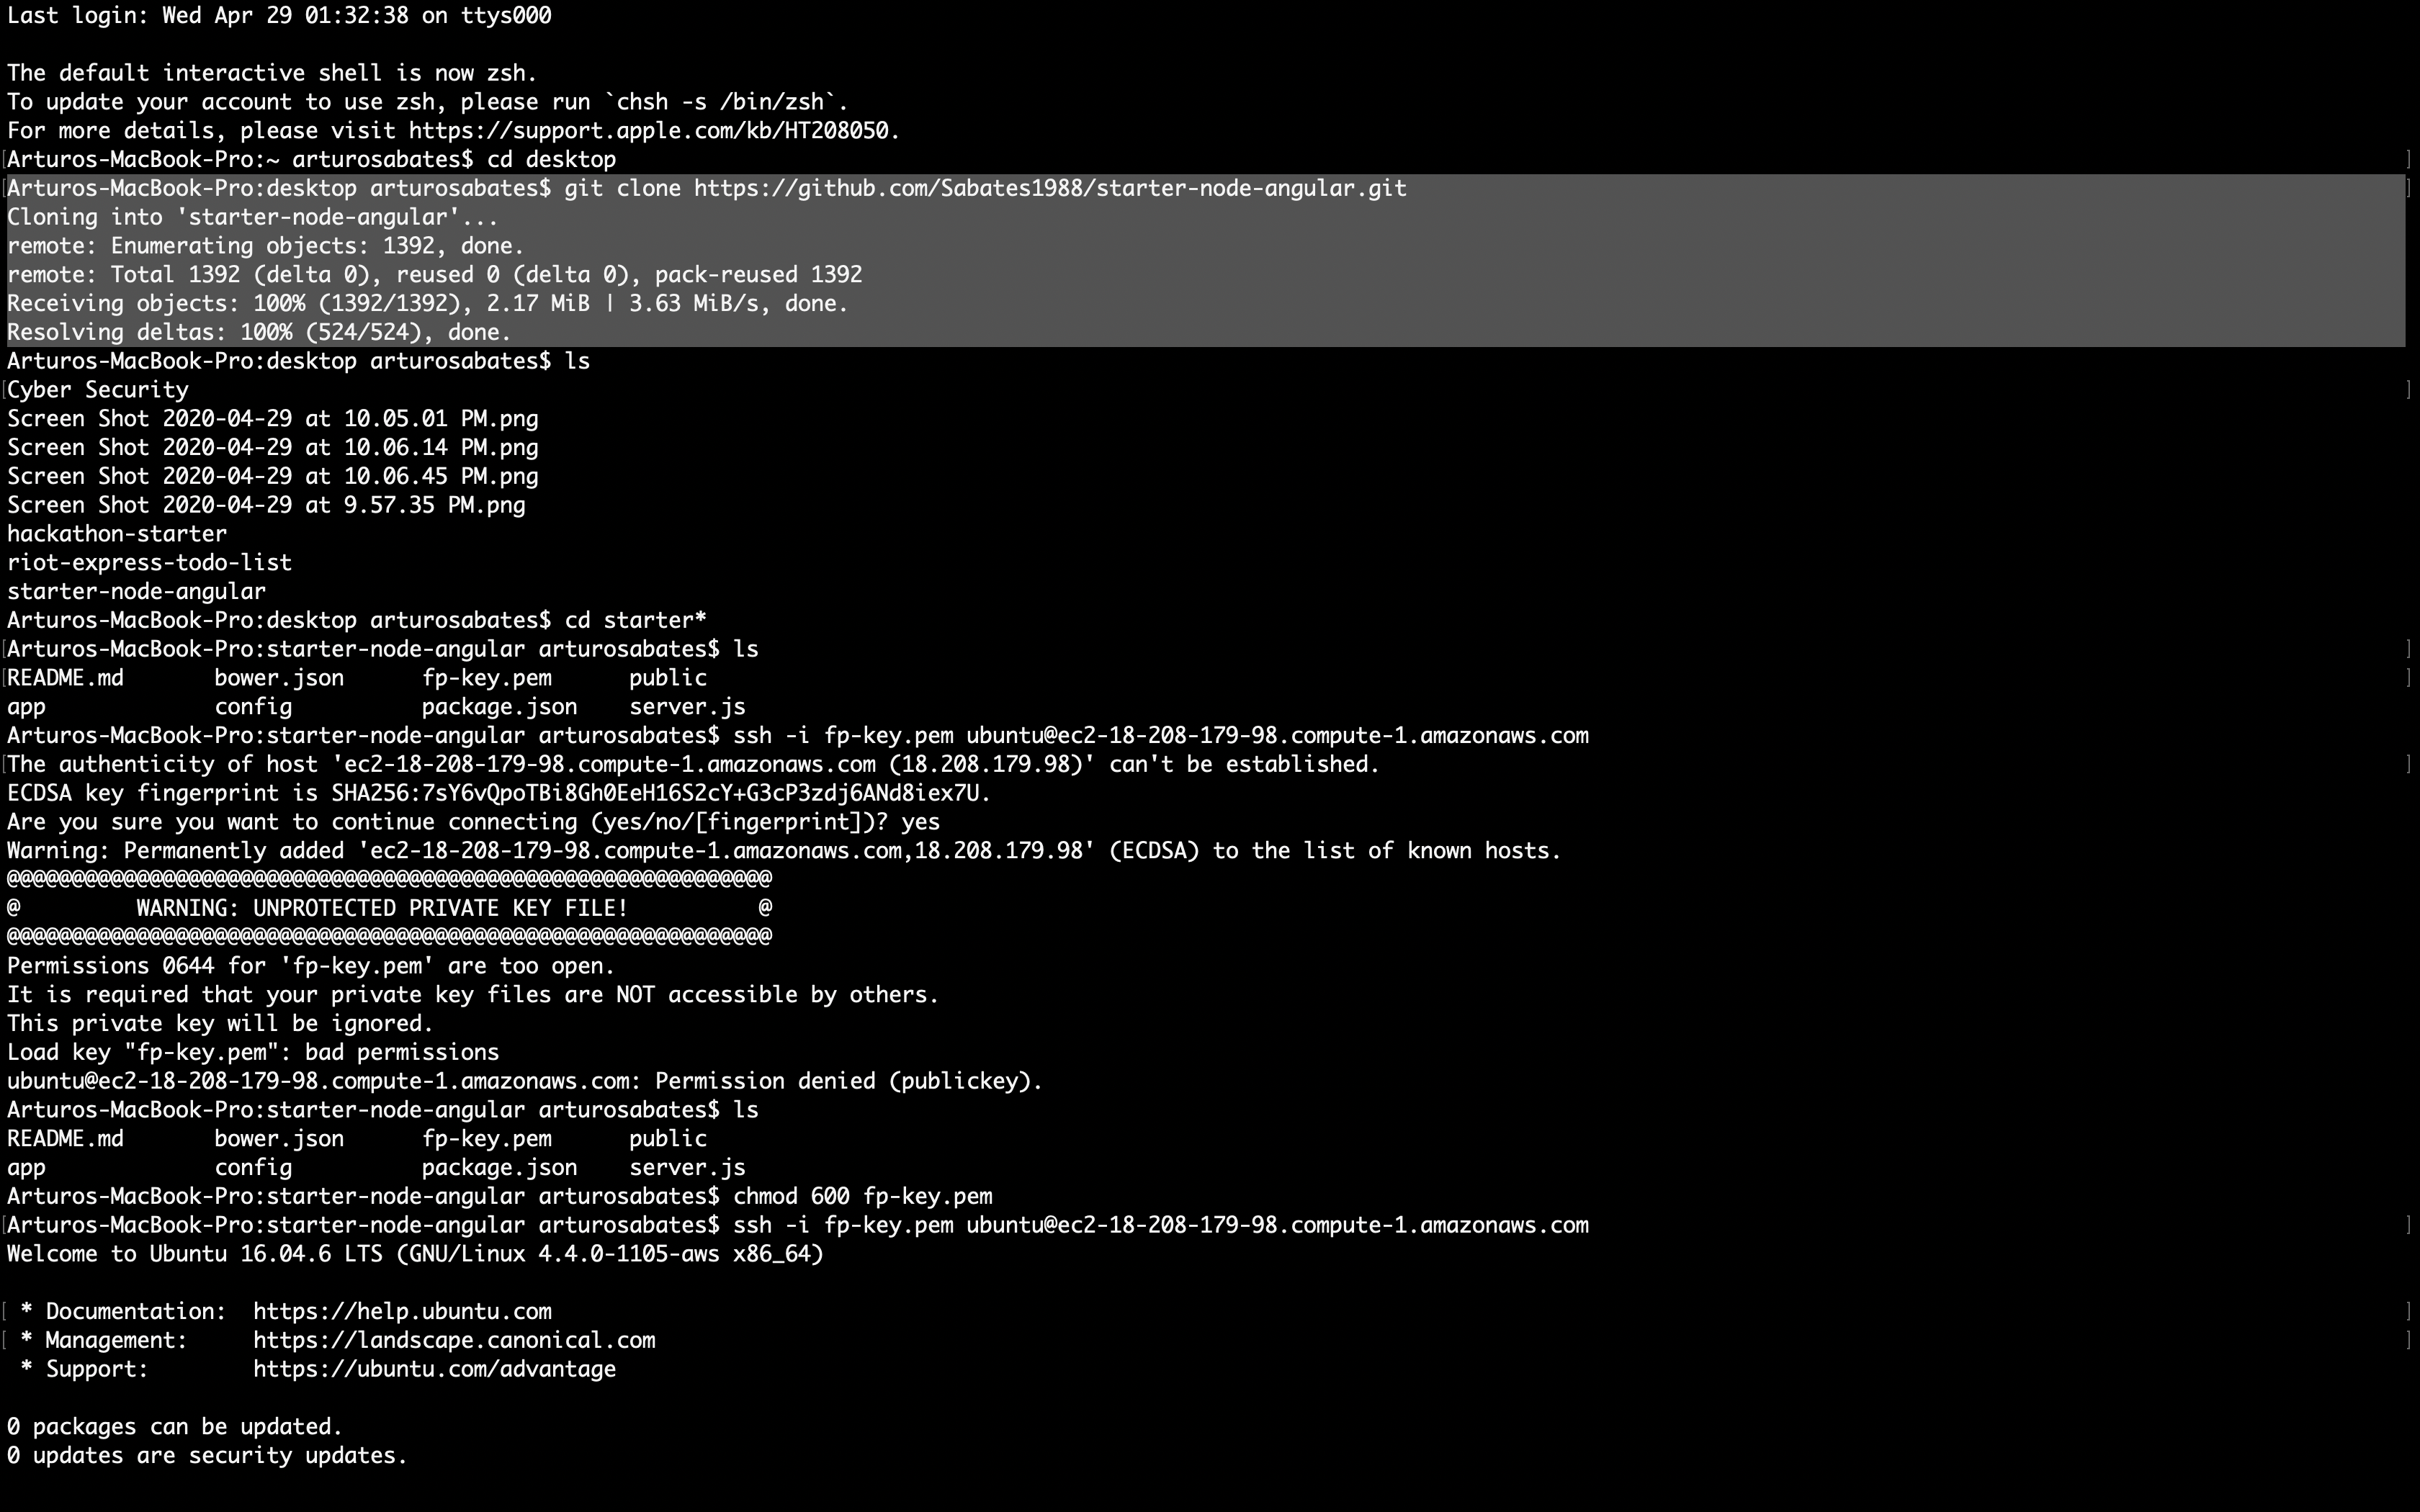 Last login: Wed Apr 29 01:32:38 on ttys000
The default interactive shell is now zsh.
To update your account to use zsh, please run `chsh -s /bin/zsh`.
For more details, please visit https://support.apple.com/kb/HT208050.
[Arturos-MacBook-Pro:~ arturosabates$ cd desktop ]
[Arturos-MacBook-Pro:desktop arturosabates$ git clone https://github.com/Sabates1988/starter-node-angular.git ]
Cloning into 'starter-node-angular'...
remote: Enumerating objects: 1392, done.
remote: Total 1392 (delta 0), reused 0 (delta 0), pack-reused 1392
Receiving objects: 100% (1392/1392), 2.17 MiB | 3.63 MiB/s, done.
Resolving deltas: 100% (524/524), done.
Arturos-MacBook-Pro:desktop arturosabates$ ls
[Cyber Security ]
Screen Shot 2020-04-29 at 10.05.01 PM.png
Screen Shot 2020-04-29 at 10.06.14 PM.png
Screen Shot 2020-04-29 at 10.06.45 PM.png
Screen Shot 2020-04-29 at 9.57.35 PM.png
hackathon-starter
riot-express-todo-list
starter-node-angular
Arturos-MacBook-Pro:desktop arturosabates$ cd starter*
[Arturos-MacBook-Pro:starter-node-angular arturosabates$ ls ]
[README.md bower.json fp-key.pem public ]
app config package.json server.js
Arturos-MacBook-Pro:starter-node-angular arturosabates$ ssh -i fp-key.pem ubuntu@ec2-18-208-179-98.compute-1.amazonaws.com
[The authenticity of host 'ec2-18-208-179-98.compute-1.amazonaws.com (18.208.179.98)' can't be established. ]
ECDSA key fingerprint is SHA256:7sY6vQpoTBi8Gh0EeH16S2cY+G3cP3zdj6ANd8iex7U.
Are you sure you want to continue connecting (yes/no/[fingerprint])? yes
Warning: Permanently added 'ec2-18-208-179-98.compute-1.amazonaws.com,18.208.179.98' (ECDSA) to the list of known hosts.
@@@@@@@@@@@@@@@@@@@@@@@@@@@@@@@@@@@@@@@@@@@@@@@@@@@@@@@@@@@
@         WARNING: UNPROTECTED PRIVATE KEY FILE!          @
@@@@@@@@@@@@@@@@@@@@@@@@@@@@@@@@@@@@@@@@@@@@@@@@@@@@@@@@@@@
Permissions 0644 for 'fp-key.pem' are too open.
It is required that your private key files are NOT accessible by others.
This private key will be ignored.
Load key "fp-key.pem": bad permissions
ubuntu@ec2-18-208-179-98.compute-1.amazonaws.com: Permission denied (publickey).
Arturos-MacBook-Pro:starter-node-angular arturosabates$ ls
README.md bower.json fp-key.pem public
app config package.json server.js
Arturos-MacBook-Pro:starter-node-angular arturosabates$ chmod 600 fp-key.pem
[Arturos-MacBook-Pro:starter-node-angular arturosabates$ ssh -i fp-key.pem ubuntu@ec2-18-208-179-98.compute-1.amazonaws.com ]
Welcome to Ubuntu 16.04.6 LTS (GNU/Linux 4.4.0-1105-aws x86_64)
[ * Documentation:  https://help.ubuntu.com ]
[ * Management:     https://landscape.canonical.com ]
* Support:        https://ubuntu.com/advantage
0 packages can be updated.
0 updates are security updates.